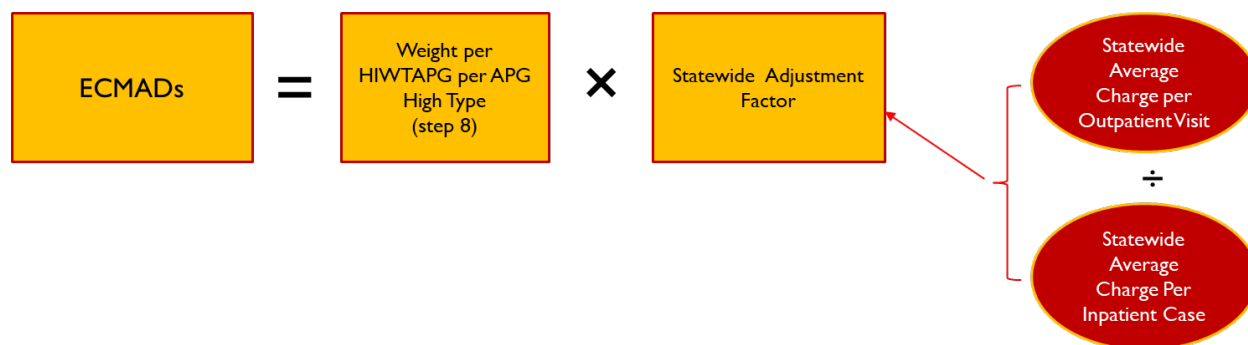 ECMADs
=
Weight per
HIWTAPG per APG
High Type
(step 8)
×
Statewide Adjustment
Factor
Statewide
Average
Charge per
Outpatient Visit
÷
Statewide
Average
Charge Per
Inpatient Case